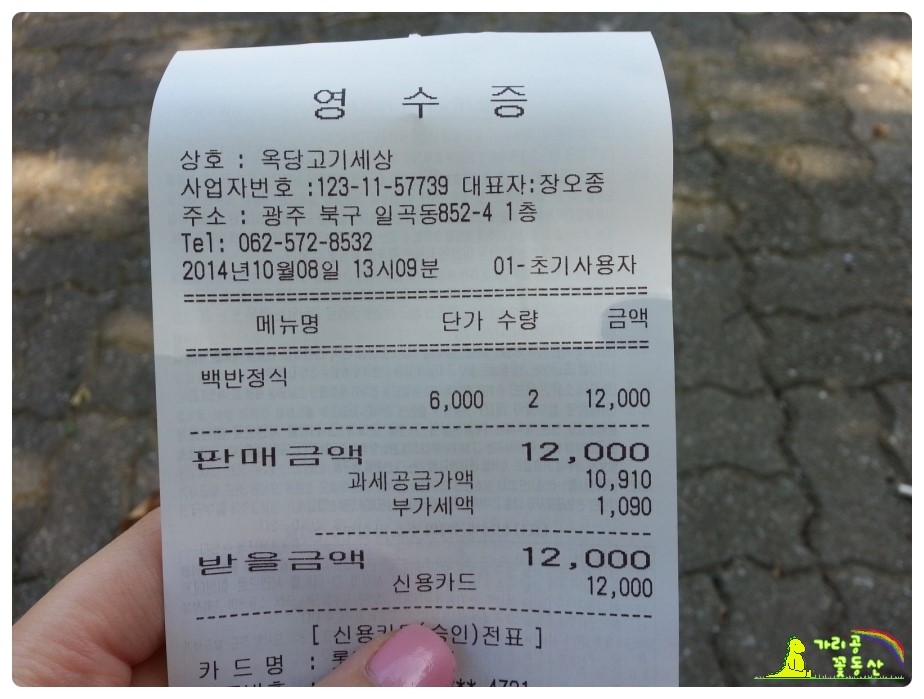 영 수 증
상호 : 옥당고기세상
사업자번호 :123-11-57739 대표자:장오종
주소 : 광주 북구 일곡동852-4 1층
Tel: 062-572-8532
2014년10월08일 13시09분 01-초기사용자
메뉴명 단가 수량 금액
백반정식
6,000 2 12,000
판매금액 12,000
과세공급가액 10,910
부가세액 1,090
받을금액 12,000
신용카드 12,000
[ 신용카드(승인)전표 ]
카 드 명 : 롯
가리공
꽃동산